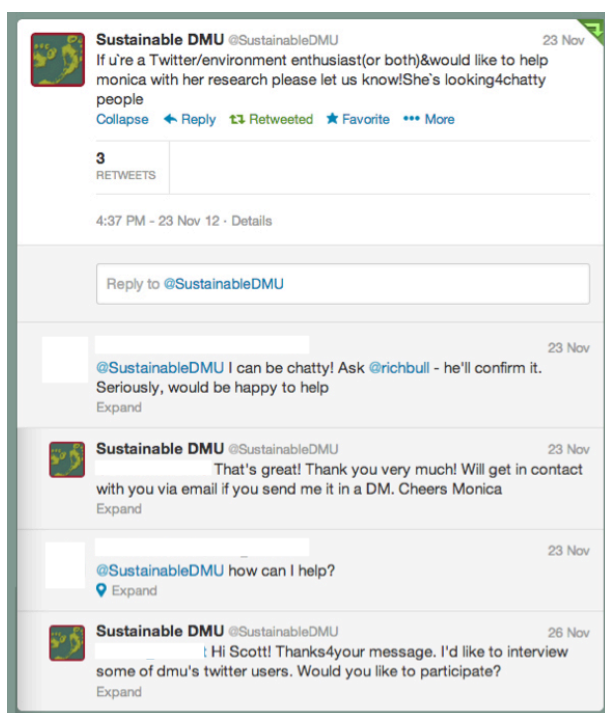 Sustainable DMU @SustainableDMU 23 Nov
If u`re a Twitter/environment enthusiast(or both)&would like to help
monica with her research please let us know!She`s looking4chatty
people
Collapse Reply Retweeted Favorite More
3
RETWEETS
4:37 PM - 23 Nov 12 · Details
Reply to @SustainableDMU
23 Nov
@SustainableDMU I can be chatty! Ask @richbull - he'll confirm it.
Seriously, would be happy to help
Expand
Sustainable DMU @SustainableDMU 23 Nov
That's great! Thank you very much! Will get in contact
with you via email if you send me it in a DM. Cheers Monica
Expand
23 Nov
@SustainableDMU how can I help?
Expand
Sustainable DMU @SustainableDMU 26 Nov
Hi Scott! Thanks4your message. I'd like to interview
some of dmu's twitter users. Would you like to participate?
Expand